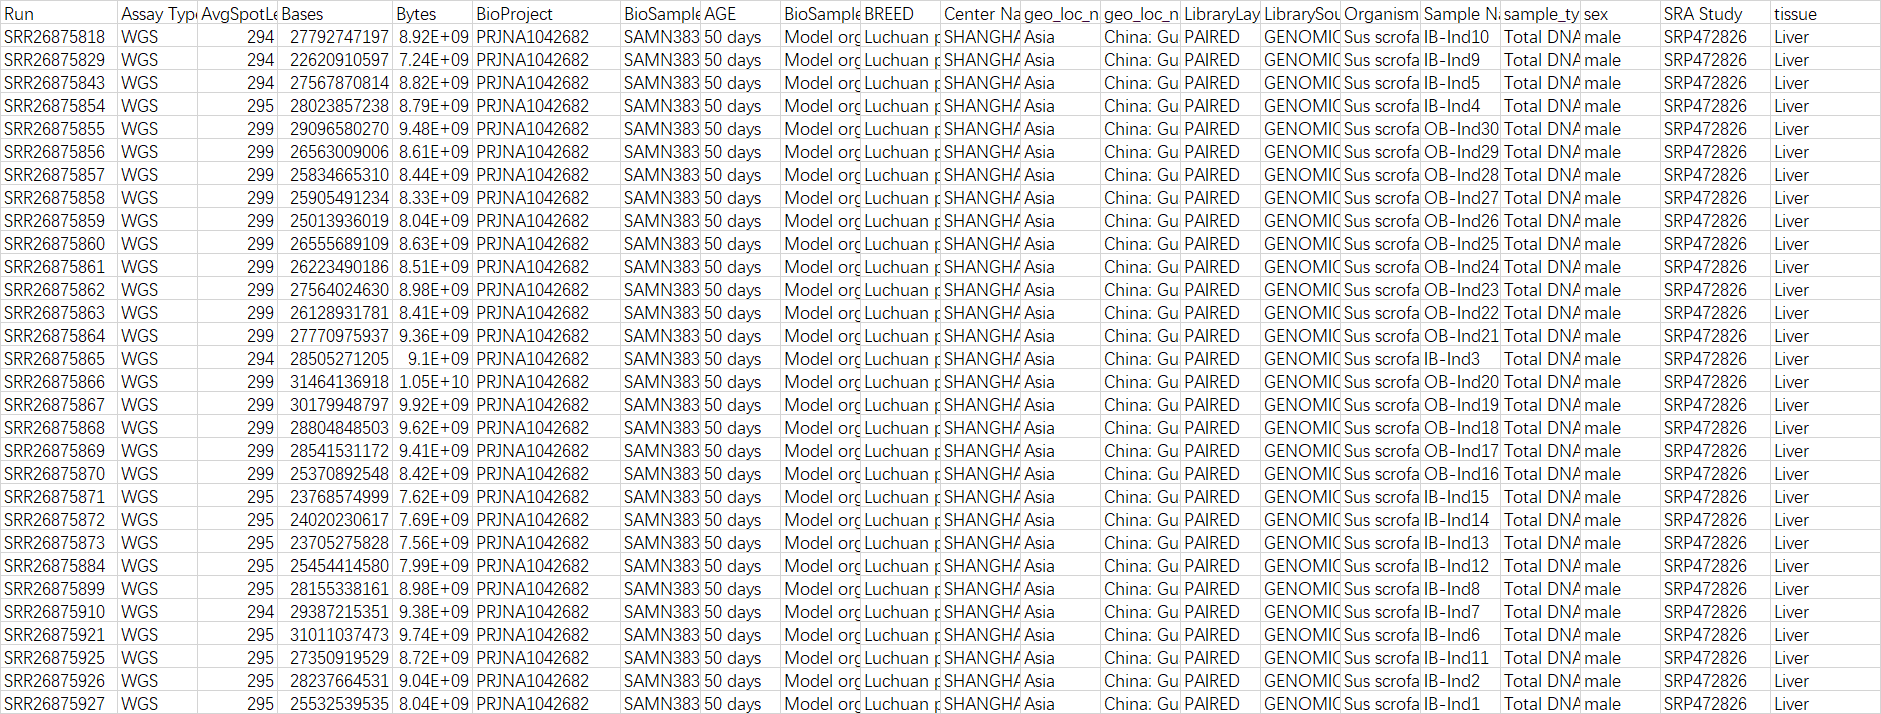 Run Assay Typ AvgSpotLe Bases Bytes BioProject BioSample AGE BioSample BREED Center Na geo_loc_n geo_loc_n LibraryLay LibrarySou Organism Sample Na sample_ty sex SRA Study tissue
SRR26875818 WGS 294 27792747197 8.92E+09 PRJNA1042682 SAMN383 50 days Model org Luchuan p SHANGHA Asia China: Gu PAIRED GENOMIC Sus scrofa IB-Ind10 Total DNA male SRP472826 Liver
SRR26875829 WGS 294 22620910597 7.24E+09 PRJNA1042682 SAMN383 50 days Model org Luchuan p SHANGHA Asia China: Gu PAIRED GENOMIC Sus scrofa IB-Ind9 Total DNA male SRP472826 Liver
SRR26875843 WGS 294 27567870814 8.82E+09 PRJNA1042682 SAMN383 50 days Model org Luchuan p SHANGHA Asia China: Gu PAIRED GENOMIC Sus scrofa IB-Ind5 Total DNA male SRP472826 Liver
SRR26875854 WGS 295 28023857238 8.79E+09 PRJNA1042682 SAMN383 50 days Model org Luchuan p SHANGHA Asia China: Gu PAIRED GENOMIC Sus scrofa IB-Ind4 Total DNA male SRP472826 Liver
SRR26875855 WGS 299 29096580270 9.48E+09 PRJNA1042682 SAMN383 50 days Model org Luchuan p SHANGHA Asia China: Gu PAIRED GENOMIC Sus scrofa OB-Ind30 Total DNA male SRP472826 Liver
SRR26875856 WGS 299 26563009006 8.61E+09 PRJNA1042682 SAMN383 50 days Model org Luchuan p SHANGHA Asia China: Gu PAIRED GENOMIC Sus scrofa OB-Ind29 Total DNA male SRP472826 Liver
SRR26875857 WGS 299 25834665310 8.44E+09 PRJNA1042682 SAMN383 50 days Model org Luchuan p SHANGHA Asia China: Gu PAIRED GENOMIC Sus scrofa OB-Ind28 Total DNA male SRP472826 Liver
SRR26875858 WGS 299 25905491234 8.33E+09 PRJNA1042682 SAMN383 50 days Model org Luchuan p SHANGHA Asia China: Gu PAIRED GENOMIC Sus scrofa OB-Ind27 Total DNA male SRP472826 Liver
SRR26875859 WGS 299 25013936019 8.04E+09 PRJNA1042682 SAMN383 50 days Model org Luchuan p SHANGHA Asia China: Gu PAIRED GENOMIC Sus scrofa OB-Ind26 Total DNA male SRP472826 Liver
SRR26875860 WGS 299 26555689109 8.63E+09 PRJNA1042682 SAMN383 50 days Model org Luchuan p SHANGHA Asia China: Gu PAIRED GENOMIC Sus scrofa OB-Ind25 Total DNA male SRP472826 Liver
SRR26875861 WGS 299 26223490186 8.51E+09 PRJNA1042682 SAMN383 50 days Model org Luchuan p SHANGHA Asia China: Gu PAIRED GENOMIC Sus scrofa OB-Ind24 Total DNA male SRP472826 Liver
SRR26875862 WGS 299 27564024630 8.98E+09 PRJNA1042682 SAMN383 50 days Model org Luchuan p SHANGHA Asia China: Gu PAIRED GENOMIC Sus scrofa OB-Ind23 Total DNA male SRP472826 Liver
SRR26875863 WGS 299 26128931781 8.41E+09 PRJNA1042682 SAMN383 50 days Model org Luchuan p SHANGHA Asia China: Gu PAIRED GENOMIC Sus scrofa OB-Ind22 Total DNA male SRP472826 Liver
SRR26875864 WGS 299 27770975937 9.36E+09 PRJNA1042682 SAMN383 50 days Model org Luchuan p SHANGHA Asia China: Gu PAIRED GENOMIC Sus scrofa OB-Ind21 Total DNA male SRP472826 Liver
SRR26875865 WGS 294 28505271205 9.1E+09 PRJNA1042682 SAMN383 50 days Model org Luchuan p SHANGHA Asia China: Gu PAIRED GENOMIC Sus scrofa IB-Ind3 Total DNA male SRP472826 Liver
SRR26875866 WGS 299 31464136918 1.05E+10 PRJNA1042682 SAMN383 50 days Model org Luchuan p SHANGHA Asia China: Gu PAIRED GENOMIC Sus scrofa OB-Ind20 Total DNA male SRP472826 Liver
SRR26875867 WGS 299 30179948797 9.92E+09 PRJNA1042682 SAMN383 50 days Model org Luchuan p SHANGHA Asia China: Gu PAIRED GENOMIC Sus scrofa OB-Ind19 Total DNA male SRP472826 Liver
SRR26875868 WGS 299 28804848503 9.62E+09 PRJNA1042682 SAMN383 50 days Model org Luchuan p SHANGHA Asia China: Gu PAIRED GENOMIC Sus scrofa OB-Ind18 Total DNA male SRP472826 Liver
SRR26875869 WGS 299 28541531172 9.41E+09 PRJNA1042682 SAMN383 50 days Model org Luchuan p SHANGHA Asia China: Gu PAIRED GENOMIC Sus scrofa OB-Ind17 Total DNA male SRP472826 Liver
SRR26875870 WGS 299 25370892548 8.42E+09 PRJNA1042682 SAMN383 50 days Model org Luchuan p SHANGHA Asia China: Gu PAIRED GENOMIC Sus scrofa OB-Ind16 Total DNA male SRP472826 Liver
SRR26875871 WGS 295 23768574999 7.62E+09 PRJNA1042682 SAMN383 50 days Model org Luchuan p SHANGHA Asia China: Gu PAIRED GENOMIC Sus scrofa IB-Ind15 Total DNA male SRP472826 Liver
SRR26875872 WGS 295 24020230617 7.69E+09 PRJNA1042682 SAMN383 50 days Model org Luchuan p SHANGHA Asia China: Gu PAIRED GENOMIC Sus scrofa IB-Ind14 Total DNA male SRP472826 Liver
SRR26875873 WGS 295 23705275828 7.56E+09 PRJNA1042682 SAMN383 50 days Model org Luchuan p SHANGHA Asia China: Gu PAIRED GENOMIC Sus scrofa IB-Ind13 Total DNA male SRP472826 Liver
SRR26875884 WGS 295 25454414580 7.99E+09 PRJNA1042682 SAMN383 50 days Model org Luchuan p SHANGHA Asia China: Gu PAIRED GENOMIC Sus scrofa IB-Ind12 Total DNA male SRP472826 Liver
SRR26875899 WGS 295 28155338161 8.98E+09 PRJNA1042682 SAMN383 50 days Model org Luchuan p SHANGHA Asia China: Gu PAIRED GENOMIC Sus scrofa IB-Ind8 Total DNA male SRP472826 Liver
SRR26875910 WGS 294 29387215351 9.38E+09 PRJNA1042682 SAMN383 50 days Model org Luchuan p SHANGHA Asia China: Gu PAIRED GENOMIC Sus scrofa IB-Ind7 Total DNA male SRP472826 Liver
SRR26875921 WGS 295 31011037473 9.74E+09 PRJNA1042682 SAMN383 50 days Model org Luchuan p SHANGHA Asia China: Gu PAIRED GENOMIC Sus scrofa IB-Ind6 Total DNA male SRP472826 Liver
SRR26875925 WGS 295 27350919529 8.72E+09 PRJNA1042682 SAMN383 50 days Model org Luchuan p SHANGHA Asia China: Gu PAIRED GENOMIC Sus scrofa IB-Ind11 Total DNA male SRP472826 Liver
SRR26875926 WGS 295 28237664531 9.04E+09 PRJNA1042682 SAMN383 50 days Model org Luchuan p SHANGHA Asia China: Gu PAIRED GENOMIC Sus scrofa IB-Ind2 Total DNA male SRP472826 Liver
SRR26875927 WGS 295 25532539535 8.04E+09 PRJNA1042682 SAMN383 50 days Model org Luchuan p SHANGHA Asia China: Gu PAIRED GENOMIC Sus scrofa IB-Ind1 Total DNA male SRP472826 Liver